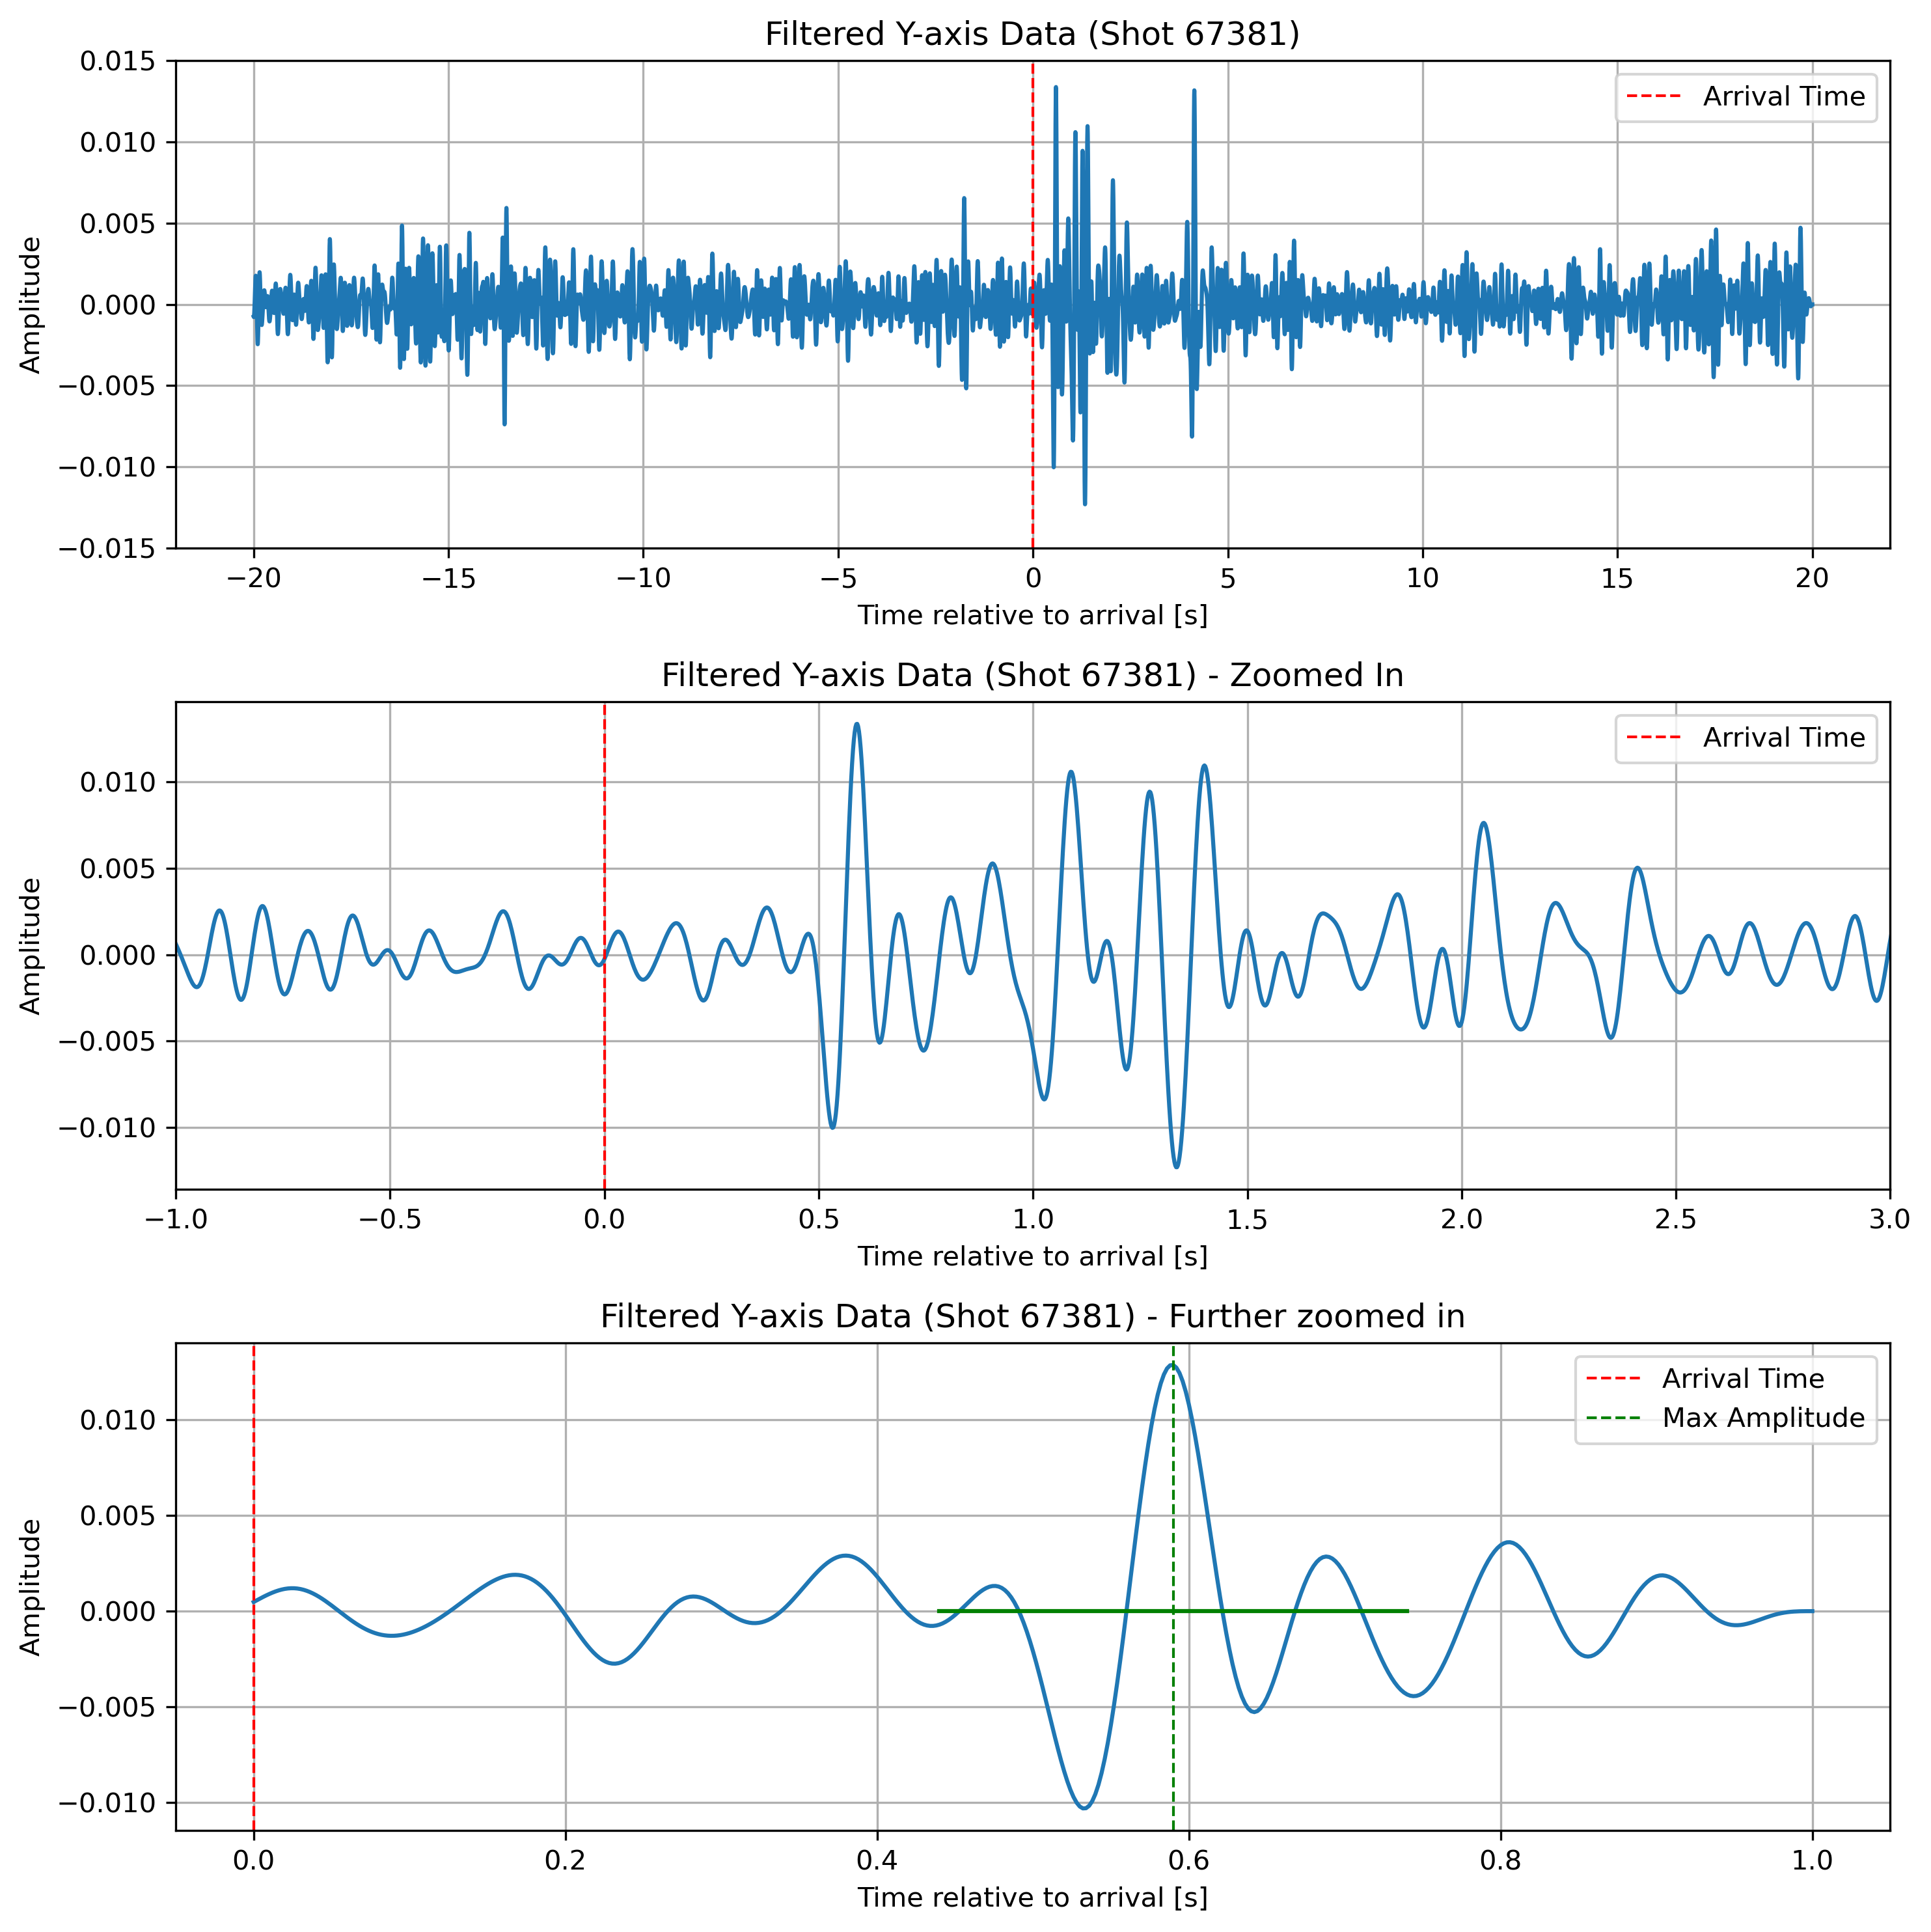 Filtered Y-axis Data (Shot 67381)
Amplitude
0.015
0.010
0.005
0.000
−0.005
−0.010
−0.015
Arrival Time
−20 −15 −10 −5 0 5 10 15 20
Time relative to arrival [s]
Filtered Y-axis Data (Shot 67381) - Zoomed In
Amplitude
0.010
0.005
0.000
−0.005
−0.010
Arrival Time
−1.0 −0.5 0.0 0.5 1.0 1.5 2.0 2.5 3.0
Time relative to arrival [s]
Filtered Y-axis Data (Shot 67381) - Further zoomed in
Amplitude
0.010
0.005
0.000
−0.005
−0.010
Arrival Time
Max Amplitude
0.0 0.2 0.4 0.6 0.8 1.0
Time relative to arrival [s]